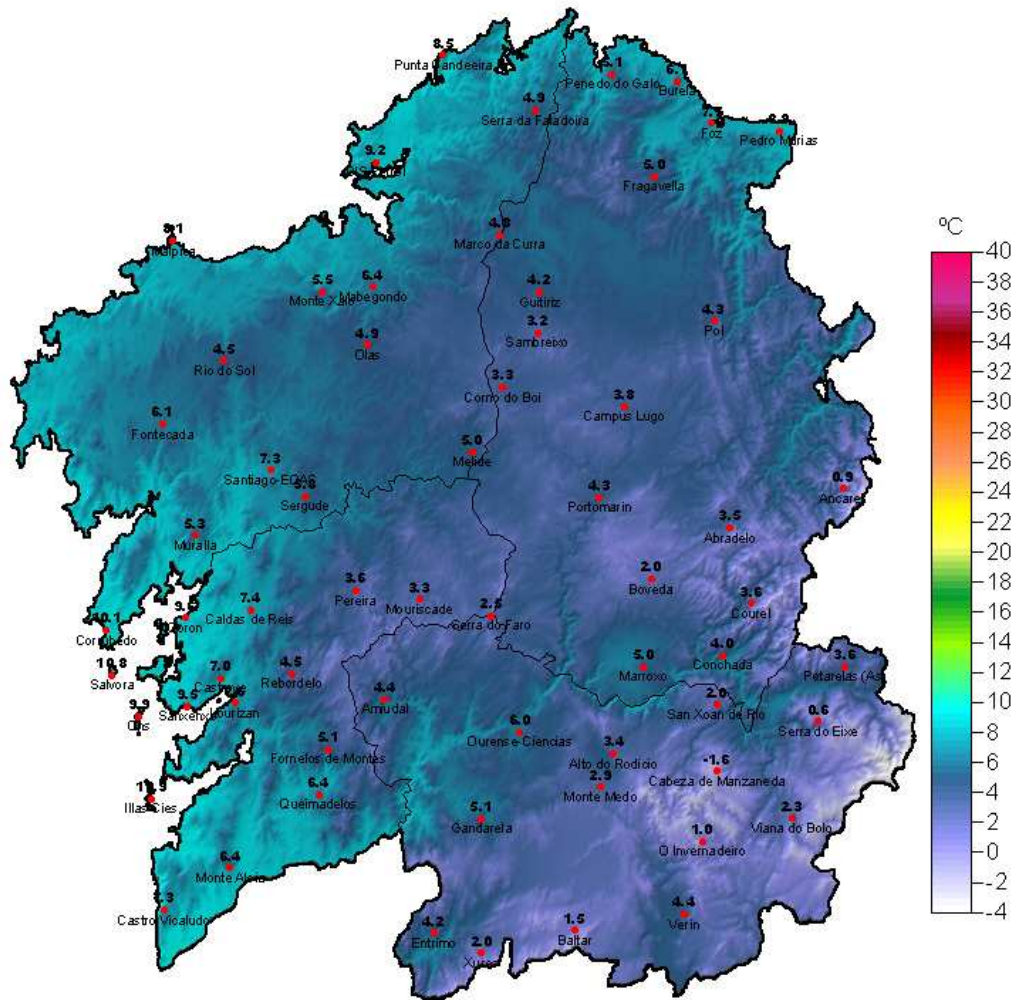 8.5
Punta Candeeira
Penedo do Galo
Burela
4.9
Serra da Faladoira
Foz
Pedro Murias
9.2
5.0
Fragavella
Malpica
4.8
Marco da Curra
5.5
Monte Xalo
6.4
Mabegondo
4.2
Guitiriz
4.3
Pol
3.2
Sambreixo
4.9
Olas
4.5
Rio do Sol
3.3
Corno do Boi
3.8
Campus Lugo
6.1
Fontecada
5.0
Melide
7.3
Santiago-EOAS
5.8
Sergude
4.3
Portomarin
0.9
Ancares
3.5
Abradelo
5.3
Muralla
2.0
Boveda
3.6
Pereira
3.3
Mouriscade
3.6
Courel
7.4
Caldas de Reis
2.5
Serra do Faro
10.1
Corrubedo
10.8
Salvora
7.0
4.5
Rebordelo
5.0
Marroxo
4.0
Conchada
3.6
Petarelas (As)
9.5
Sanxenxo
Lourizan
9.9
Ons
4.4
Amiudal
2.0
San Xoan de Rio
0.6
Serra do Eixe
6.0
Ourense-Ciencias
5.1
Fornelos de Montes
3.4
Alto do Rodicio
-1.6
Cabeza de Manzaneda
2.9
Monte Medo
6.4
Queimadelos
Illas Cies
5.1
Gandarela
2.3
Viana do Bolo
1.0
O Invernadeiro
6.4
Monte Aloia
Castro Vicaludo
4.4
Verin
4.2
Entrimo
1.5
Baltar
2.0
ºC
40
38
36
34
32
30
28
26
24
22
20
18
16
14
12
10
8
6
4
2
0
-2
-4